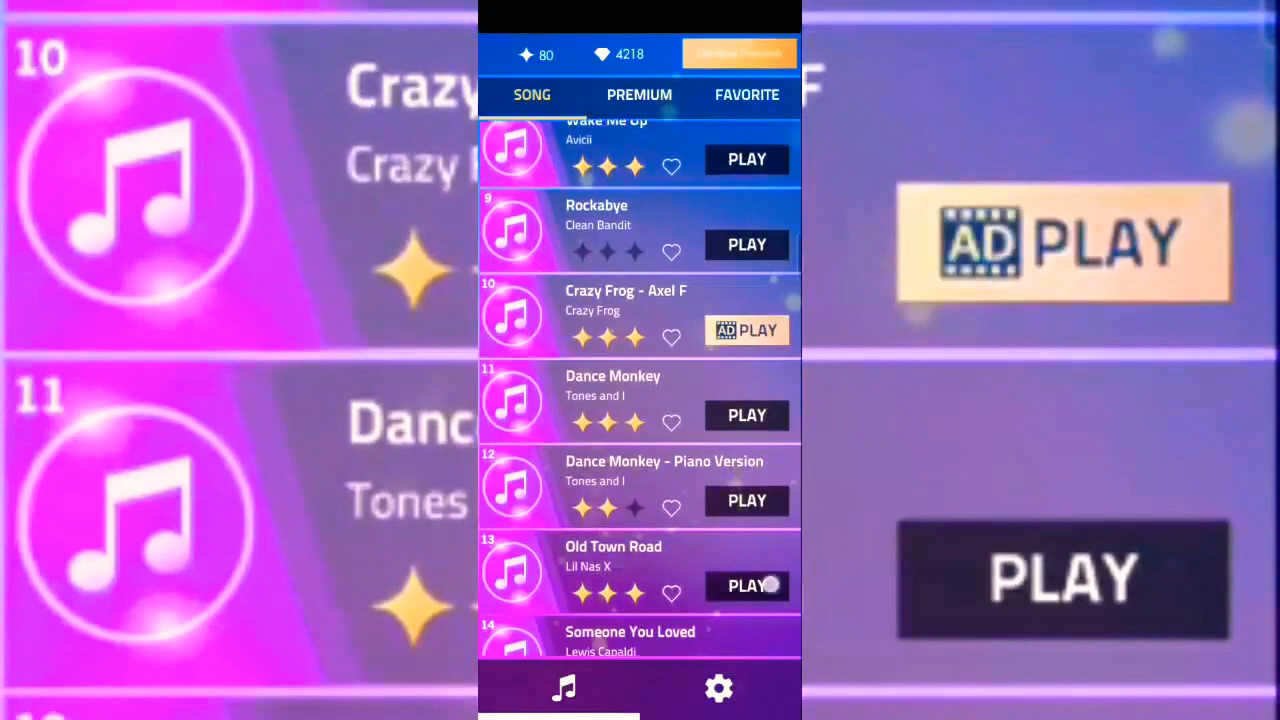 80
4218
SONG
PREMIUM
FAVORITE
Wake Me Up
Avicii
PLAY
9
Rockabye
Clean Bandit
PLAY
10
Crazy Frog - Axel F
Crazy Frog
AD PLAY
11
Dance Monkey
Tones and I
PLAY
12
Dance Monkey - Piano Version
Tones and I
PLAY
13
Old Town Road
Lil Nas X
PLAY
14
Someone You Loved
Lewis Capaldi
10
Crazy
F
Crazy F
AD PLAY
11
Danc
Tones
PLAY